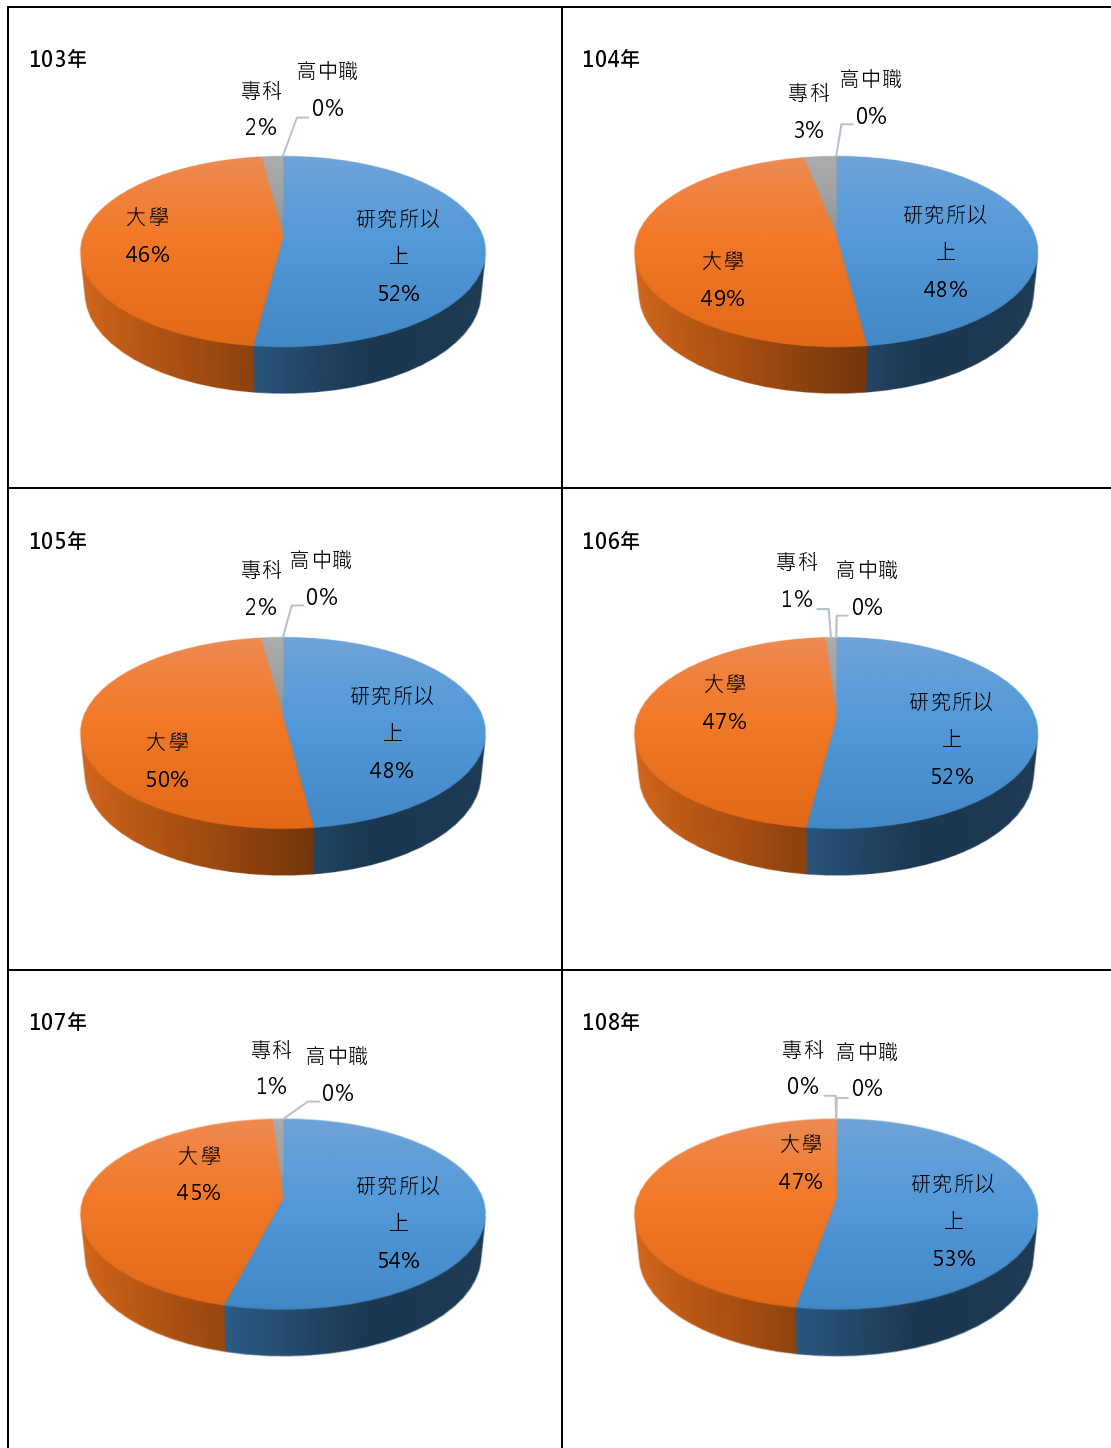 103年
高中職
0%
專科
2%
大學
46%
研究所以
上
52%
104年
高中職
0%
專科
3%
大學
49%
研究所以
上
48%
105年
高中職
0%
專科
2%
大學
50%
研究所以
上
48%
106年
專科
1%
高中職
0%
大學
47%
研究所以
上
52%
107年
專科
1%
高中職
0%
大學
45%
研究所以
上
54%
108年
專科
0%
高中職
0%
大學
47%
研究所以
上
53%